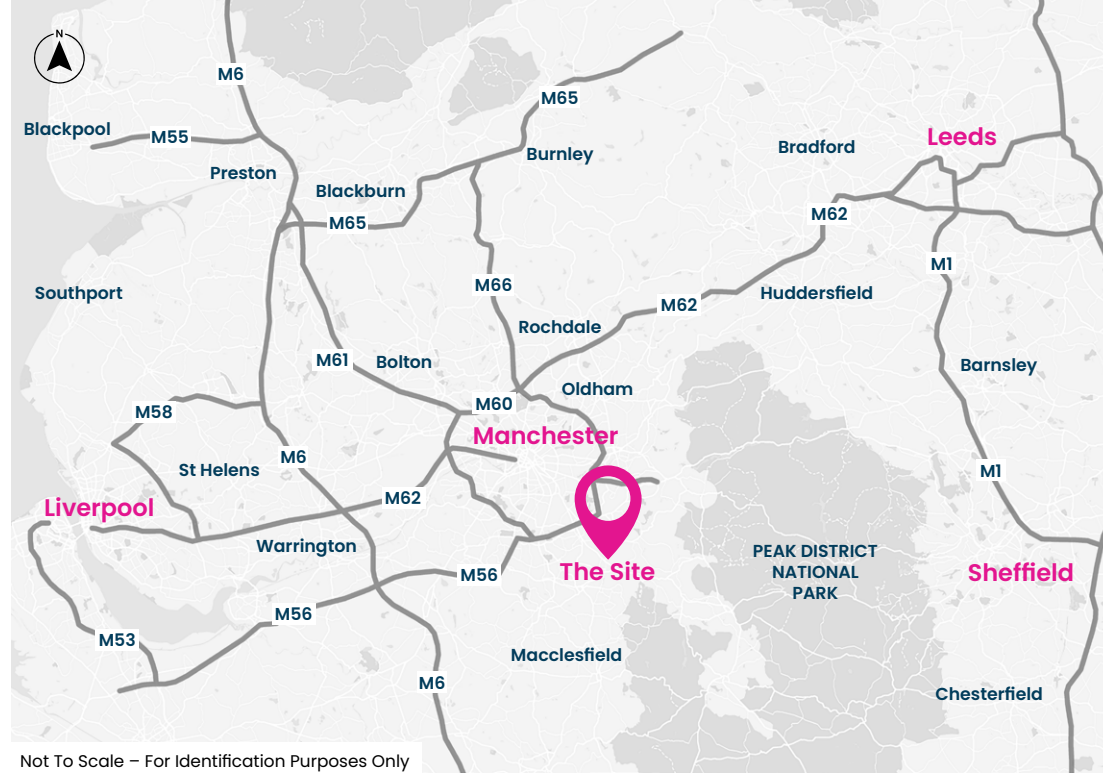 N
M6
M65
Blackpool
M55
Burnley
Bradford
Leeds
Preston
Blackburn
M65
M62
M1
Southport
M66
Huddersfield
M62
Rochdale
M61
Bolton
Barnsley
Oldham
M60
M58
Manchester
M6
St Helens
M1
M62
Liverpool
Warrington
PEAK DISTRICT
NATIONAL
PARK
M56
The Site
Sheffield
M56
M53
Macclesfield
M6
Chesterfield
Not To Scale – For Identification Purposes Only